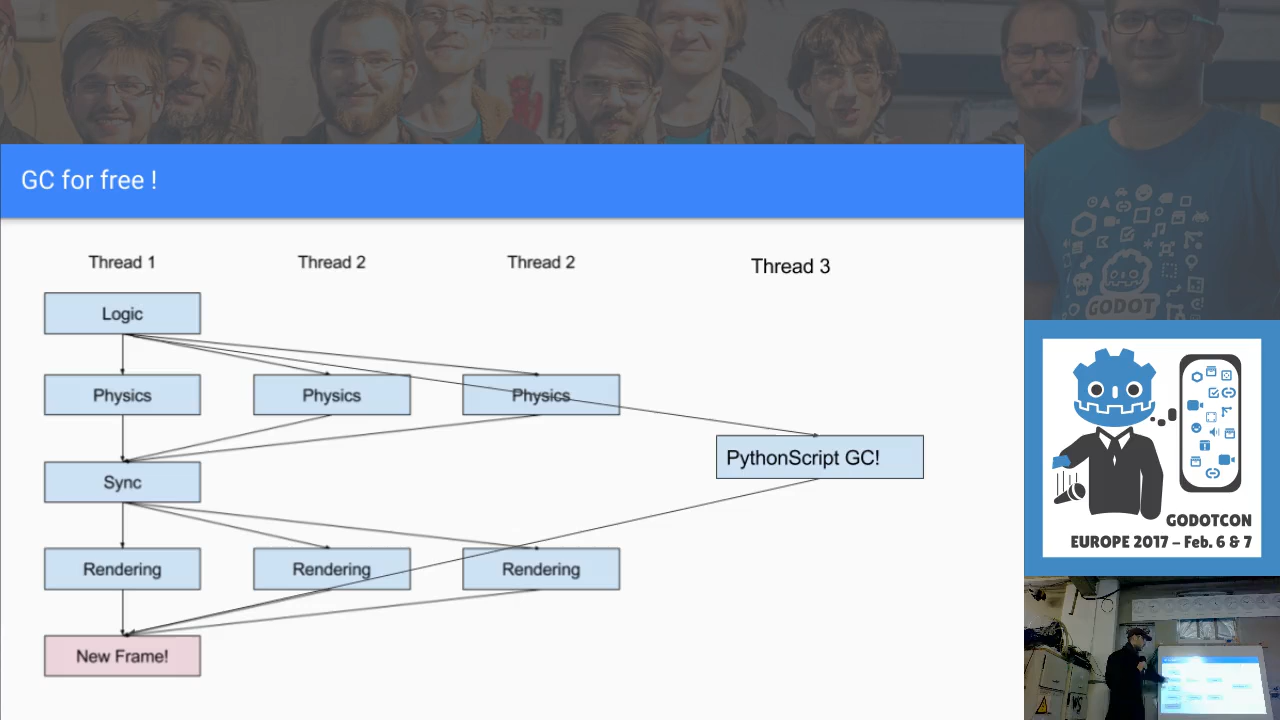 GC for free !
Thread 1
Thread 2
Thread 2
Thread 3
Logic
Physics
Physics
Physics
PythonScript GC!
Sync
Rendering
Rendering
Rendering
New Frame!
GODOT
GODOTCON
EUROPE 2017 – Feb. 6 & 7